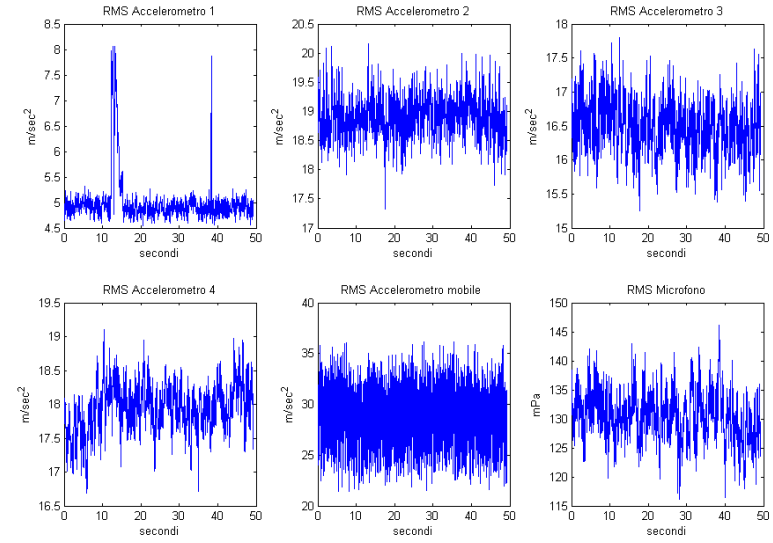 RMS Accelerometro 1
8.5
8
7.5
7
6.5
6
5.5
5
4.5
m/sec2
0 10 20 30 40 50
secondi
RMS Accelerometro 2
20.5
20
19.5
19
18.5
18
17.5
17
m/sec2
0 10 20 30 40 50
secondi
RMS Accelerometro 3
18
17.5
17
16.5
16
15.5
15
m/sec2
0 10 20 30 40 50
secondi
RMS Accelerometro 4
19.5
19
18.5
18
17.5
17
16.5
m/sec2
0 10 20 30 40 50
secondi
RMS Accelerometro mobile
40
35
30
25
20
m/sec2
0 10 20 30 40 50
secondi
RMS Microfono
150
145
140
135
130
125
120
115
mPa
0 10 20 30 40 50
secondi